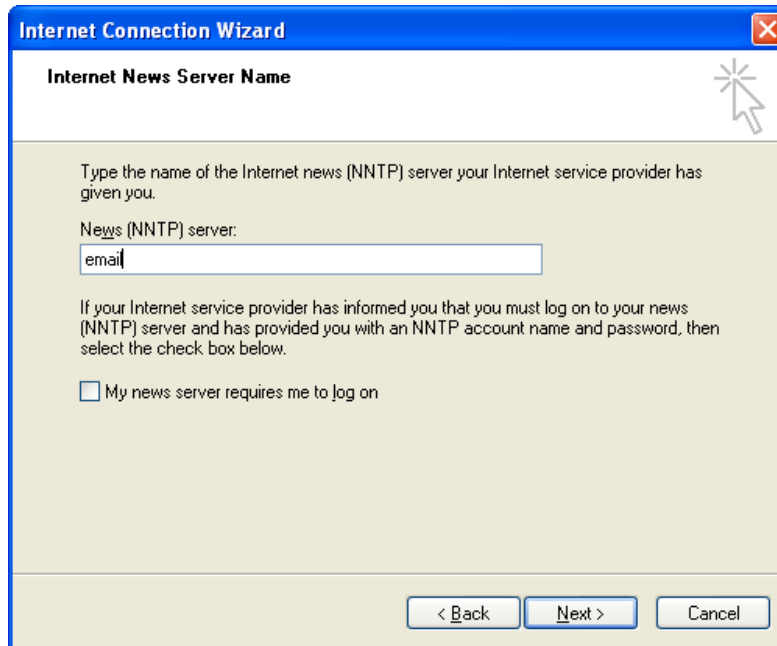 Internet Connection Wizard
Internet News Server Name
Type the name of the Internet news (NNTP) server your Internet service provider has
given you.
News (NNTP) server:
email
If your Internet service provider has informed you that you must log on to your news
(NNTP) server and has provided you with an NNTP account name and password, then
select the check box below.
My news server requires me to log on
< Back Next > Cancel